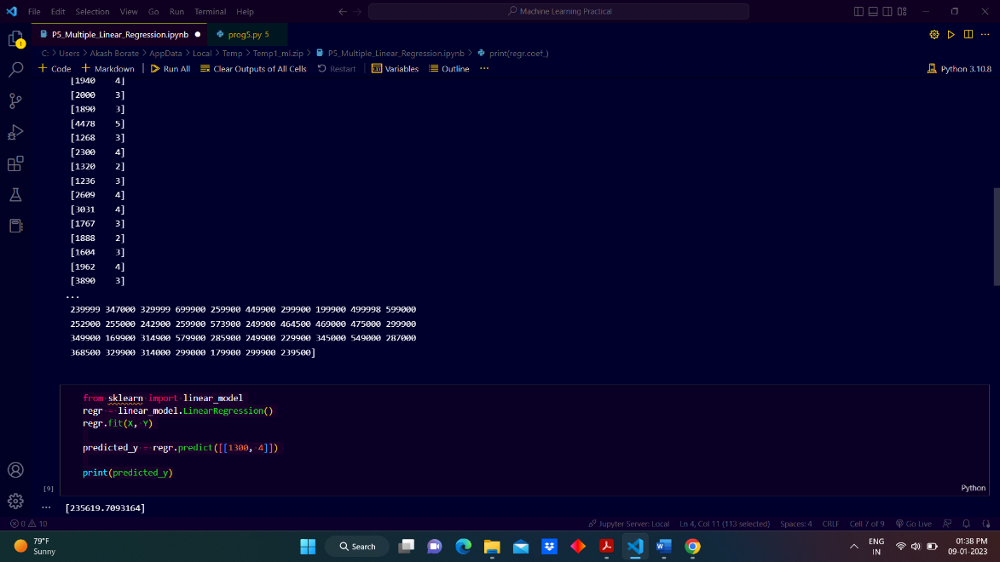 File Edit Selection View Go Run Terminal Help
Machine Learning Practical
P5_Multiple_Linear_Regression.ipynb ●
prog5.py 5
C: > Users > Akash Borate > AppData > Local > Temp > Temp1_ml.zip > P5_Multiple_Linear_Regression.ipynb > print(regr.coef_)
+ Code + Markdown | Run All Clear Outputs of All Cells Restart | Variables Outline ...
Python 3.10.8
[1940 4]
[2000 3]
[1890 3]
[4478 5]
[1268 3]
[2300 4]
[1320 2]
[1236 3]
[2609 4]
[3031 4]
[1767 3]
[1888 2]
[1604 3]
[1962 4]
[3890 3]
...
239999 347000 329999 699900 259900 449900 299900 199900 499998 599000
252900 255000 242900 259900 573900 249900 464500 469000 475000 299900
349900 169900 314900 579900 285900 249900 229900 345000 549000 287000
368500 329900 314000 299000 179900 299900 239500]
from sklearn import linear_model
regr = linear_model.LinearRegression()
regr.fit(X, Y)
predicted_y = regr.predict([[1300, 4]])
print(predicted_y)
[9]
Python
... [235619.7093164]
0 10
Jupyter Server: Local Ln 4, Col 11 (113 selected) Spaces: 4 CRLF Cell 7 of 9 Go Live
79°F
Sunny
Search
ENG
IN
01:38 PM
09-01-2023
1